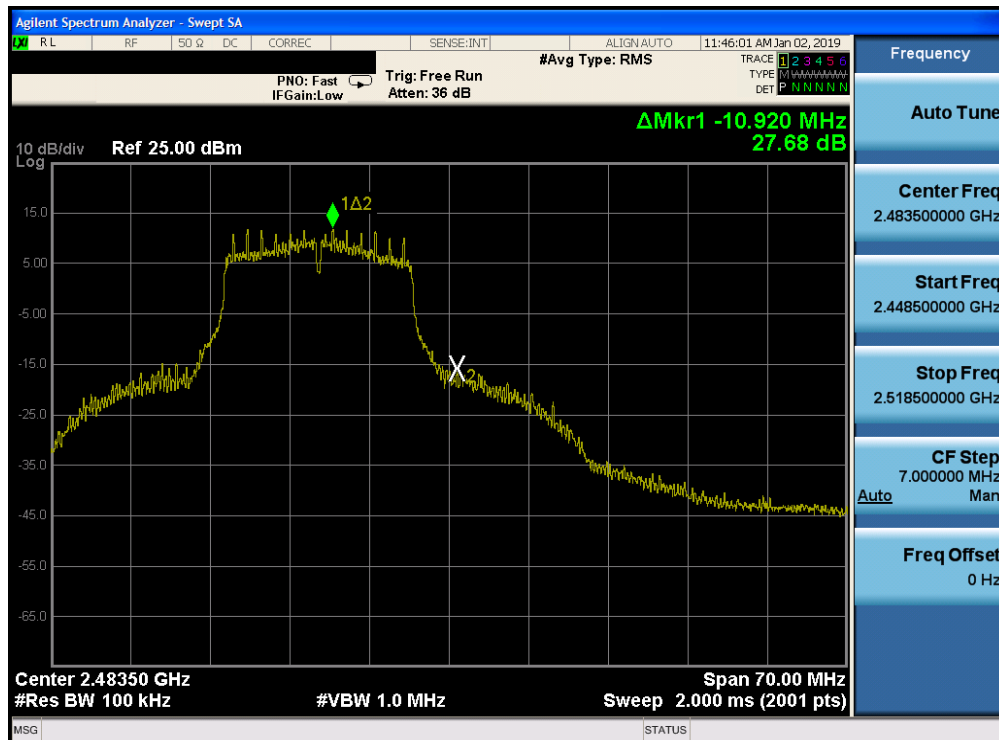 Agilent Spectrum Analyzer - Swept SA
LXI RL RF 50 Ω DC CORREC SENSE:INT ALIGN AUTO 11:46:01 AM Jan 02, 2019
PNO: Fast
IFGain:Low
Trig: Free Run
Atten: 36 dB
#Avg Type: RMS
TRACE 1 2 3 4 5 6
TYPE M
DET P N N N N N
ΔMkr1 -10.920 MHz
27.68 dB
10 dB/div Ref 25.00 dBm
Log
1Δ2
15.0
5.00
-5.00
-15.0
X2
-25.0
-35.0
-45.0
-55.0
-65.0
Center 2.48350 GHz Span 70.00 MHz
#Res BW 100 kHz #VBW 1.0 MHz Sweep 2.000 ms (2001 pts)
MSG STATUS
Frequency
Auto Tune
Center Freq
2.483500000 GHz
Start Freq
2.448500000 GHz
Stop Freq
2.518500000 GHz
CF Step
7.000000 MHz
Auto Man
Freq Offset
0 Hz